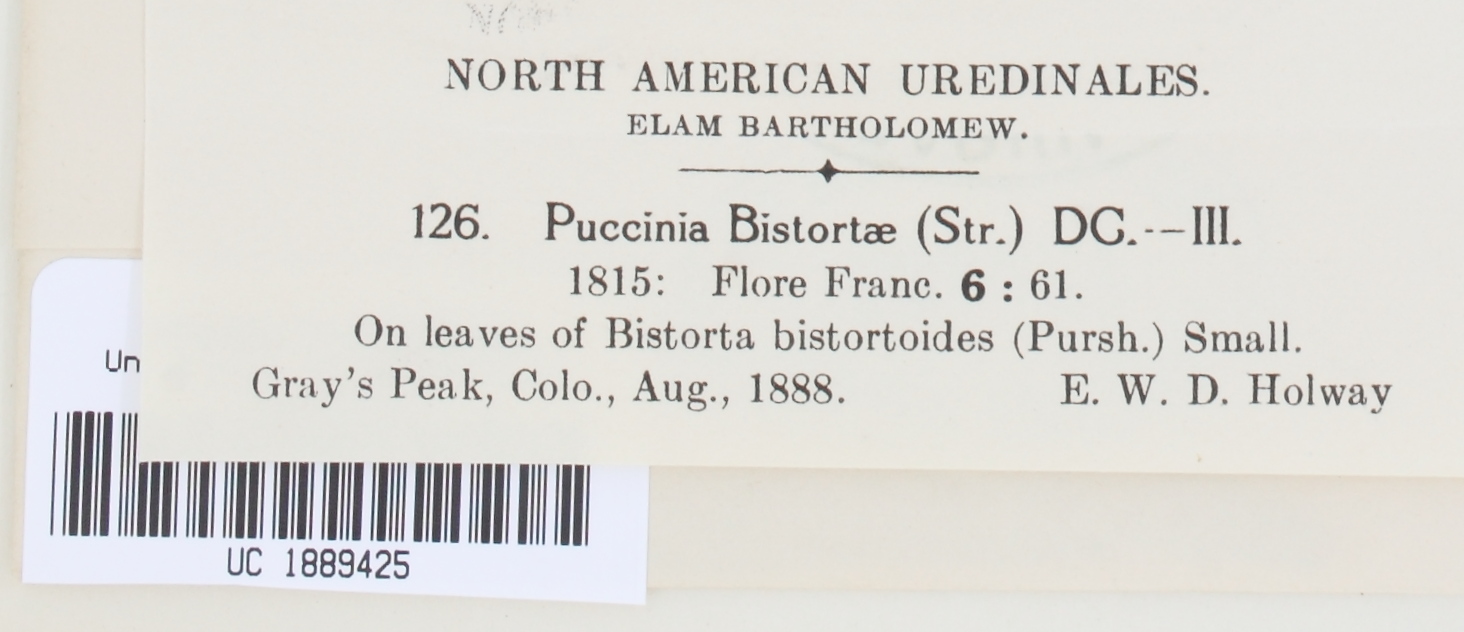 NORTH AMERICAN UREDINALES.
ELAM BARTHOLOMEW.
126. Puccinia Bistortæ (Str.) DC.--III.
1815: Flore Franc. 6 : 61.
On leaves of Bistorta bistortoides (Pursh.) Small.
Gray's Peak, Colo., Aug., 1888. E. W. D. Holway
Un
UC 1889425